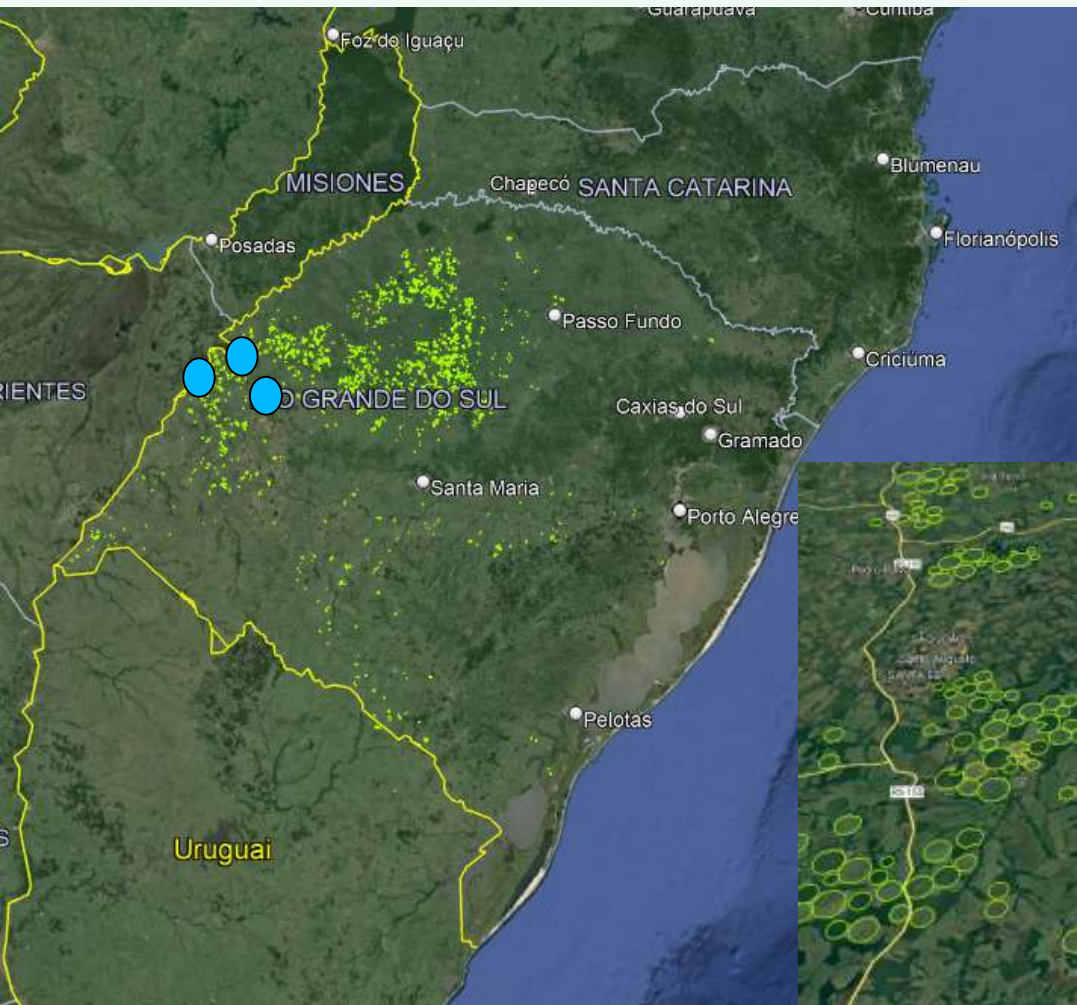 Guarapuava
Curitiba
Foz do Iguaçu
Blumenau
MISIONES
Chapecó
SANTA CATARINA
Florianópolis
Posadas
Passo Fundo
Criciúma
RIENTES
O GRANDE DO SUL
Caxias do Sul
Gramado
Santa Maria
Porto Alegre
Pelotas
Uruguai
S